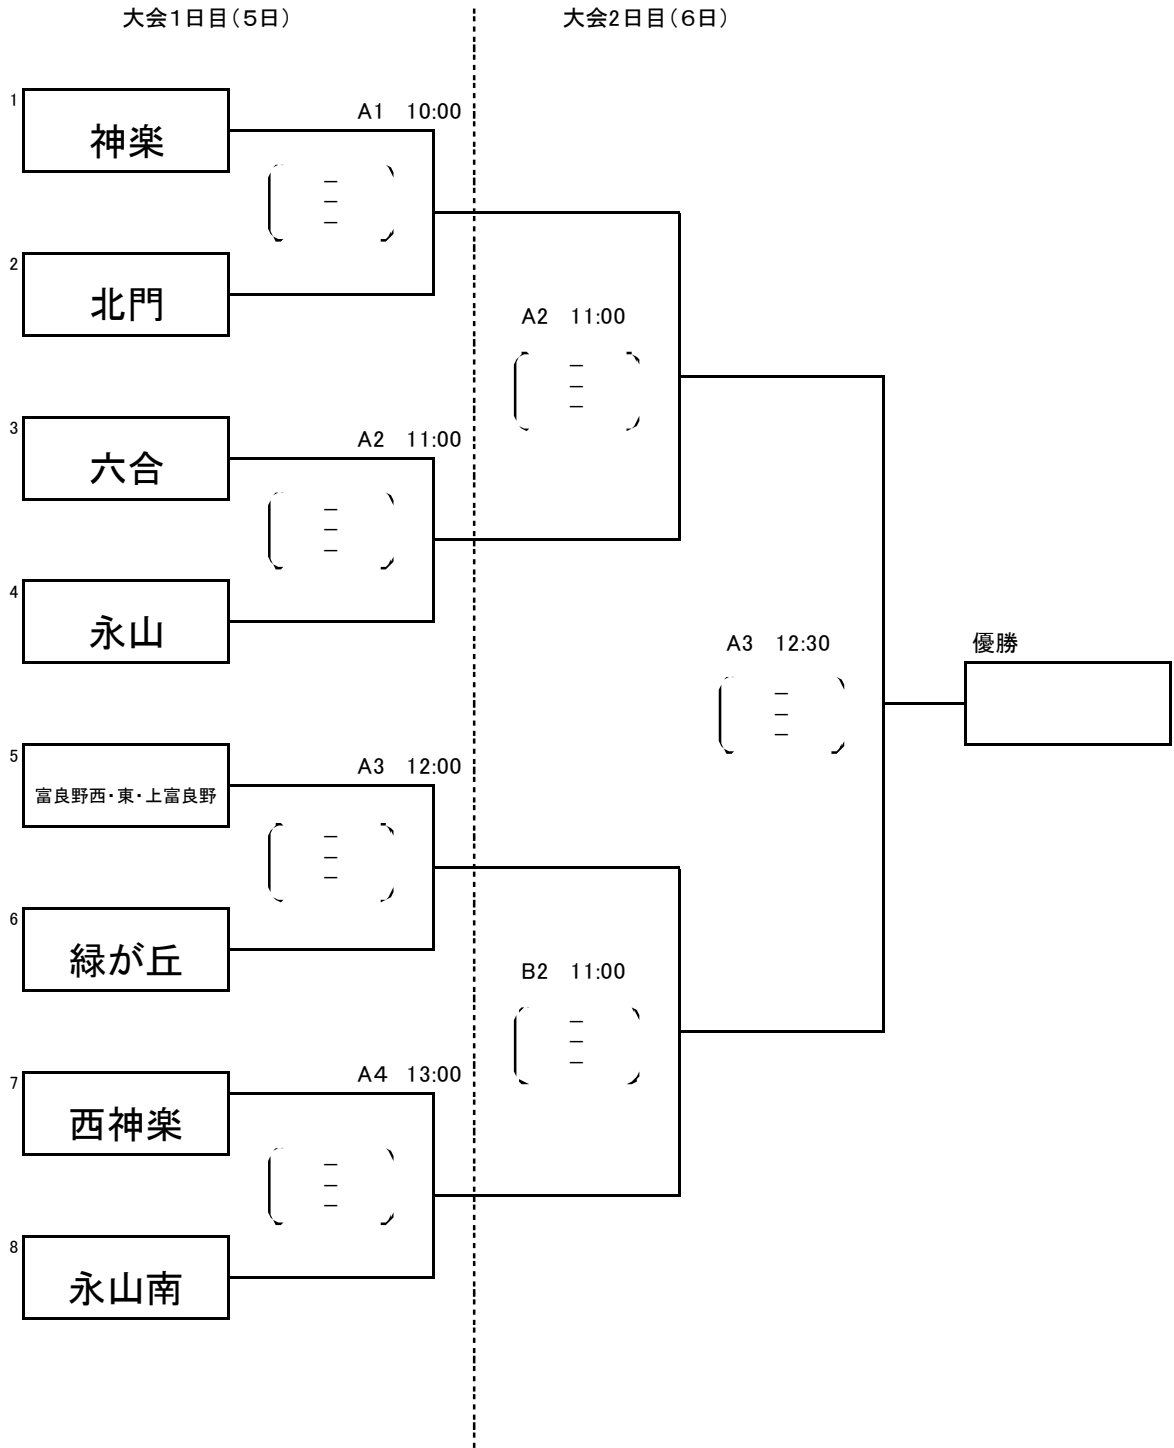 大会1日目(5日)
大会2日目(6日)
1
神楽
A1 10:00
－
－
－
2
北門
A2 11:00
－
－
－
3
六合
A2 11:00
－
－
－
4
永山
A3 12:30
－
－
－
優勝
5
富良野西・東・上富良野
A3 12:00
－
－
－
6
緑が丘
B2 11:00
－
－
－
7
西神楽
A4 13:00
－
－
－
8
永山南